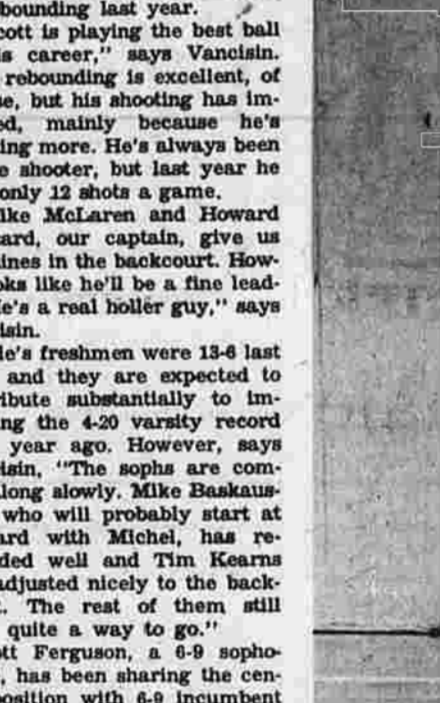 bounding last year.
cott is playing the best ball
is career," says Vancisin.
rebounding is excellent, of
se, but his shooting has im-
ed, mainly because he's
ing more. He's always been
e shooter, but last year he
only 12 shots a game.
ike McLaren and Howard
ard, our captain, give us
ines in the backcourt. How-
oks like he'll be a fine lead-
He's a real holler guy," says
isin.
le's freshmen were 13-6 last
and they are expected to
ribute substantially to im-
ing the 4-20 varsity record
year ago. However, says
isin, "The sophs are com-
long slowly. Mike Baskaus-
who will probably start at
ard with Michel, has re-
ded well and Tim Kearns
adjusted nicely to the back-
t. The rest of them still
quite a way to go."
ott Ferguson, a 6-9 sopho-
, has been sharing the cen-
position with 6-9 incumbent